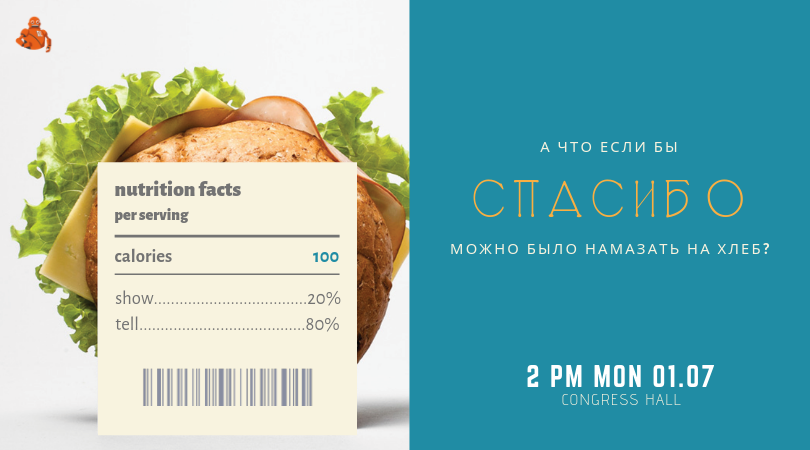 nutrition facts
per serving
calories 100
show......................................20%
tell.........................................80%
А ЧТО ЕСЛИ БЫ
СПАСИБО
МОЖНО БЫЛО НАМАЗАТЬ НА ХЛЕБ?
2 PM MON 01.07
CONGRESS HALL